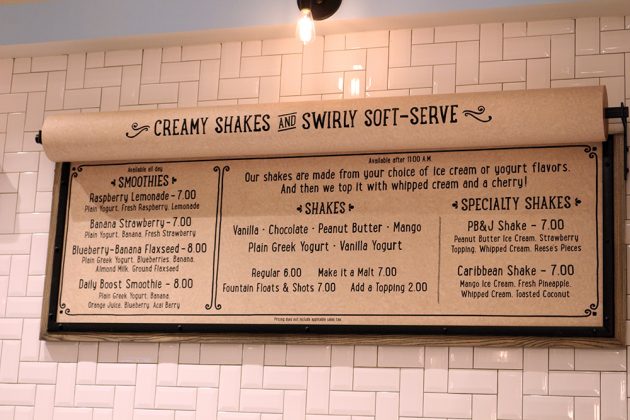 CREAMY SHAKES AND SWIRLY SOFT-SERVE
Available all day
SMOOTHIES
Raspberry Lemonade - 7.00
Plain Yogurt, Fresh Raspberry, Lemonade
Banana Strawberry - 7.00
Plain Yogurt, Banana, Fresh Strawberry
Blueberry-Banana Flaxseed - 8.00
Plain Greek Yogurt, Blueberries, Banana,
Almond Milk, Ground Flaxseed
Daily Boost Smoothie - 8.00
Plain Greek Yogurt, Banana,
Orange Juice, Blueberry, Acai Berry
Available after 11:00 A.M.
Our shakes are made from your choice of ice cream or yogurt flavors.
And then we top it with whipped cream and a cherry!
SHAKES
Vanilla · Chocolate · Peanut Butter · Mango
Plain Greek Yogurt · Vanilla Yogurt
Regular 6.00 Make it a Malt 7.00
Fountain Floats & Shots 7.00 Add a Topping 2.00
SPECIALTY SHAKES
PB&J Shake - 7.00
Peanut Butter Ice Cream, Strawberry
Topping, Whipped Cream, Reese's Pieces
Caribbean Shake - 7.00
Mango Ice Cream, Fresh Pineapple,
Whipped Cream, Toasted Coconut
Pricing does not include applicable sales tax.